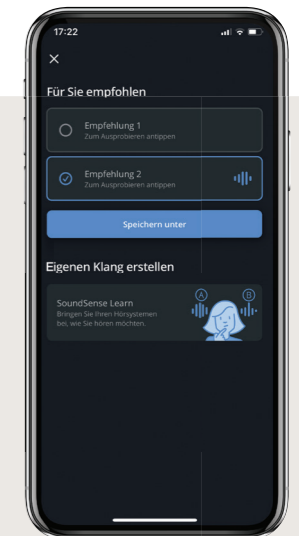 17:22
Für Sie empfohlen
Empfehlung 1
Zum Ausprobieren antippen
Empfehlung 2
Zum Ausprobieren antippen
Speichern unter
Eigenen Klang erstellen
SoundSense Learn
Bringen Sie Ihren Hörsystemen
bei, wie Sie hören möchten.
A
B